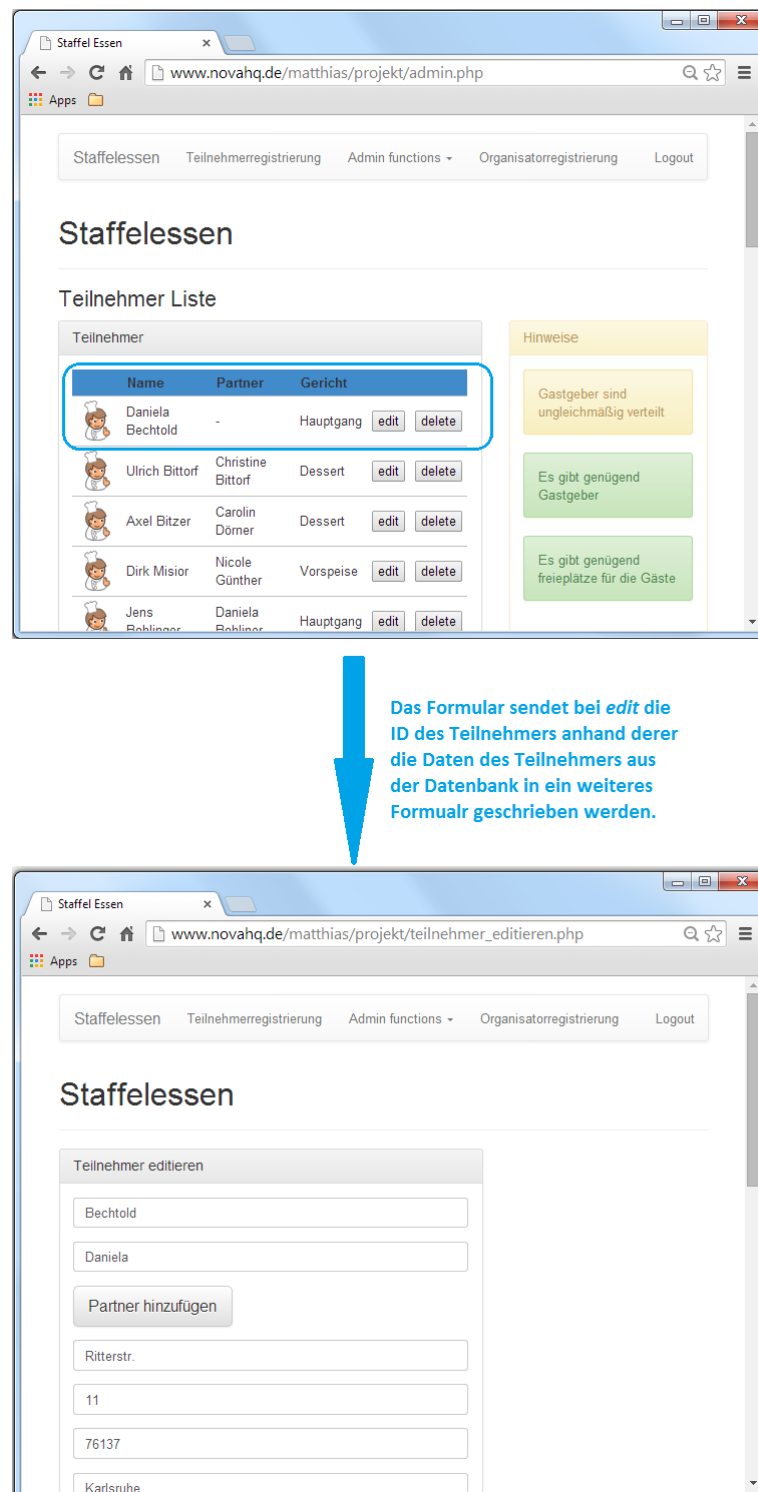 Staffel Essen
www.novahq.de/matthias/projekt/admin.php
Apps
Staffelessen Teilnehmerregistrierung Admin functions Organisatorregistrierung Logout
Staffelessen
Teilnehmer Liste
Teilnehmer
Name Partner Gericht
Daniela Bechtold - Hauptgang edit delete
Ulrich Bittorf Christine Bittorf Dessert edit delete
Axel Bitzer Carolin Dörner Dessert edit delete
Dirk Misior Nicole Günther Vorspeise edit delete
Jens Daniela Hauptgang edit delete
Hinweise
Gastgeber sind
ungleichmäßig verteilt
Es gibt genügend
Gastgeber
Es gibt genügend
freieplätze für die Gäste
Das Formular sendet bei edit die
ID des Teilnehmers anhand derer
die Daten des Teilnehmers aus
der Datenbank in ein weiteres
Formualr geschrieben werden.
Staffel Essen
www.novahq.de/matthias/projekt/teilnehmer_editieren.php
Apps
Staffelessen Teilnehmerregistrierung Admin functions Organisatorregistrierung Logout
Staffelessen
Teilnehmer editieren
Bechtold
Daniela
Partner hinzufügen
Ritterstr.
11
76137
Karlsruhe